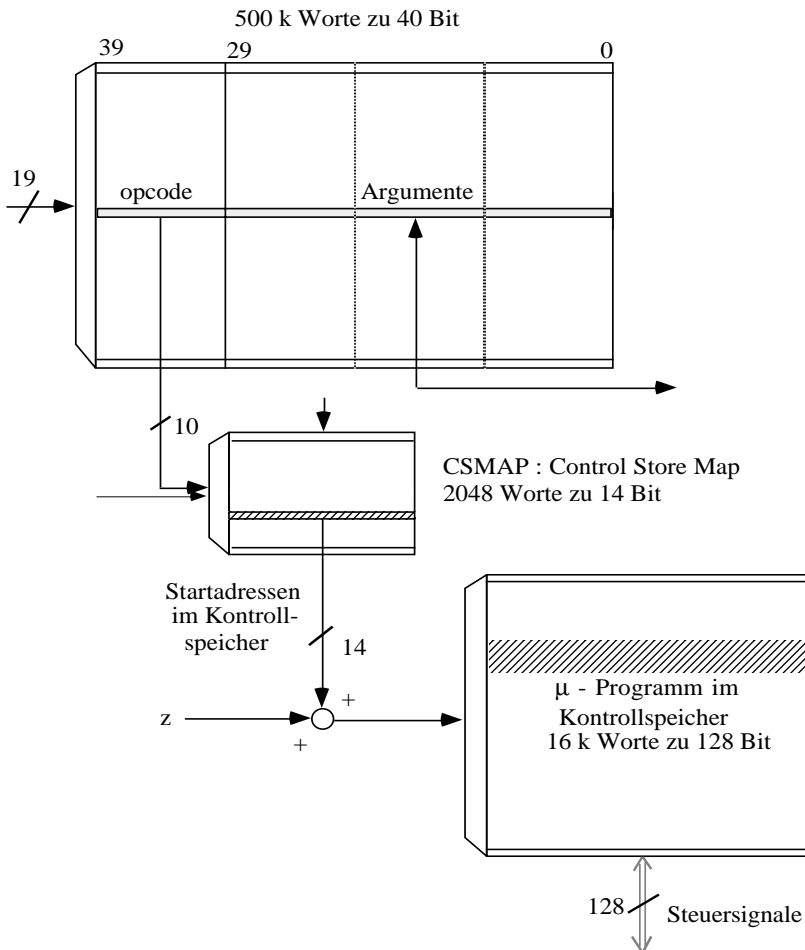 500 k Worte zu 40 Bit
39
29
0
19
opcode
Argumente
10
CSMAP : Control Store Map
2048 Worte zu 14 Bit
Startadressen
im Kontroll-
speicher
14
+
z
+
μ - Programm im
Kontrollspeicher
16 k Worte zu 128 Bit
128
Steuersignale